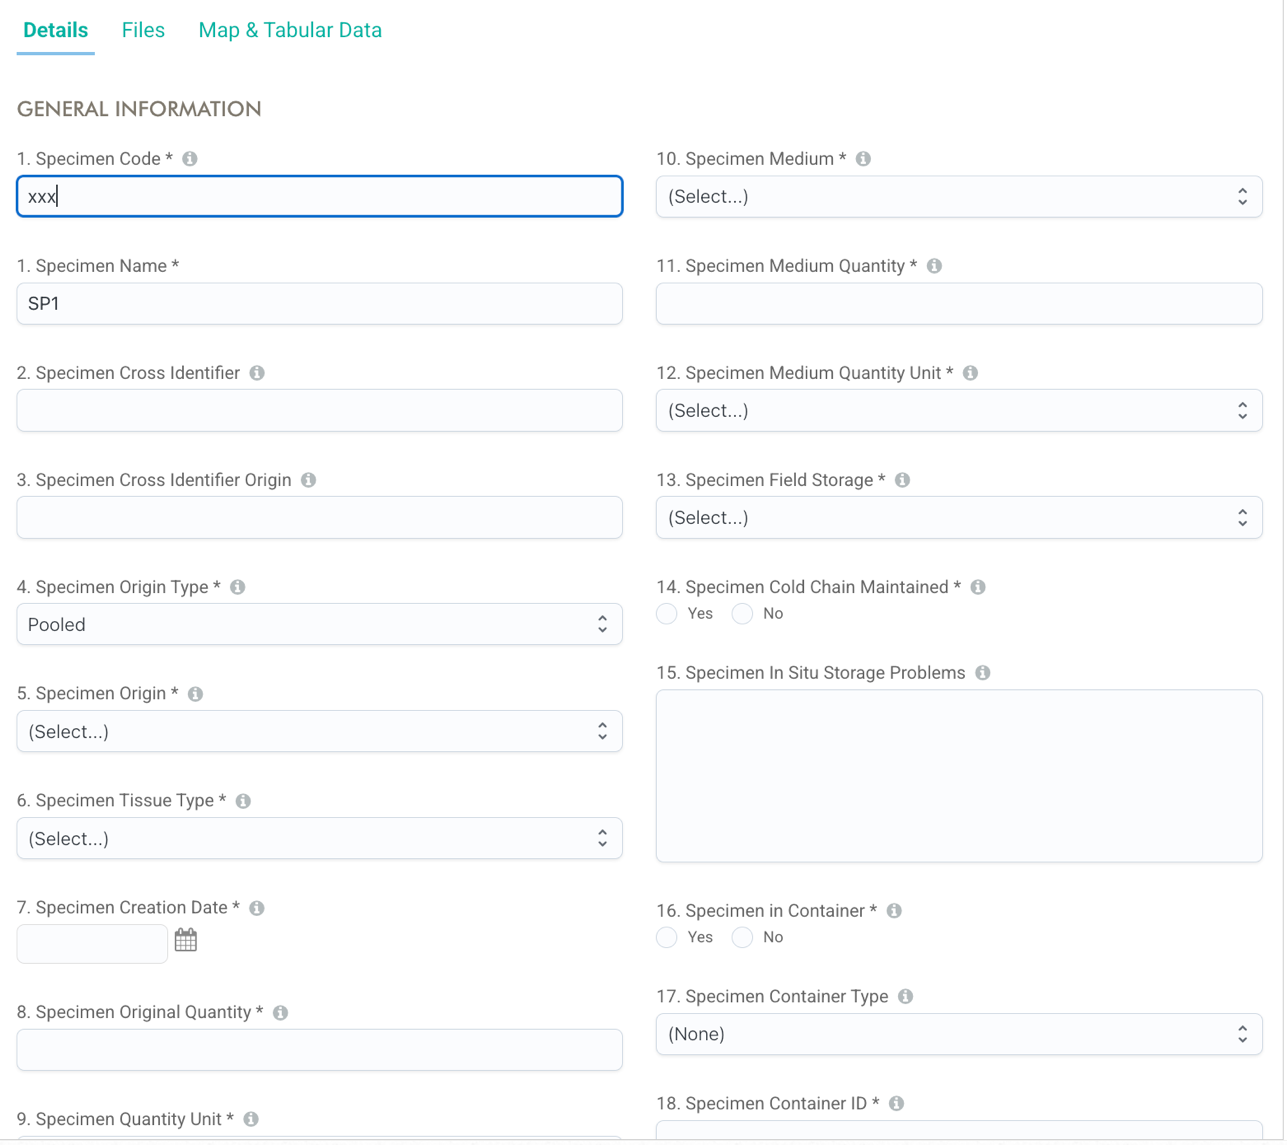 Details Files Map & Tabular Data
GENERAL INFORMATION
1. Specimen Code *
xxx
1. Specimen Name *
SP1
2. Specimen Cross Identifier
3. Specimen Cross Identifier Origin
4. Specimen Origin Type *
Pooled
5. Specimen Origin *
(Select...)
6. Specimen Tissue Type *
(Select...)
7. Specimen Creation Date *
8. Specimen Original Quantity *
9. Specimen Quantity Unit *
10. Specimen Medium *
(Select...)
11. Specimen Medium Quantity *
12. Specimen Medium Quantity Unit *
(Select...)
13. Specimen Field Storage *
(Select...)
14. Specimen Cold Chain Maintained *
Yes No
15. Specimen In Situ Storage Problems
16. Specimen in Container *
Yes No
17. Specimen Container Type
(None)
18. Specimen Container ID *